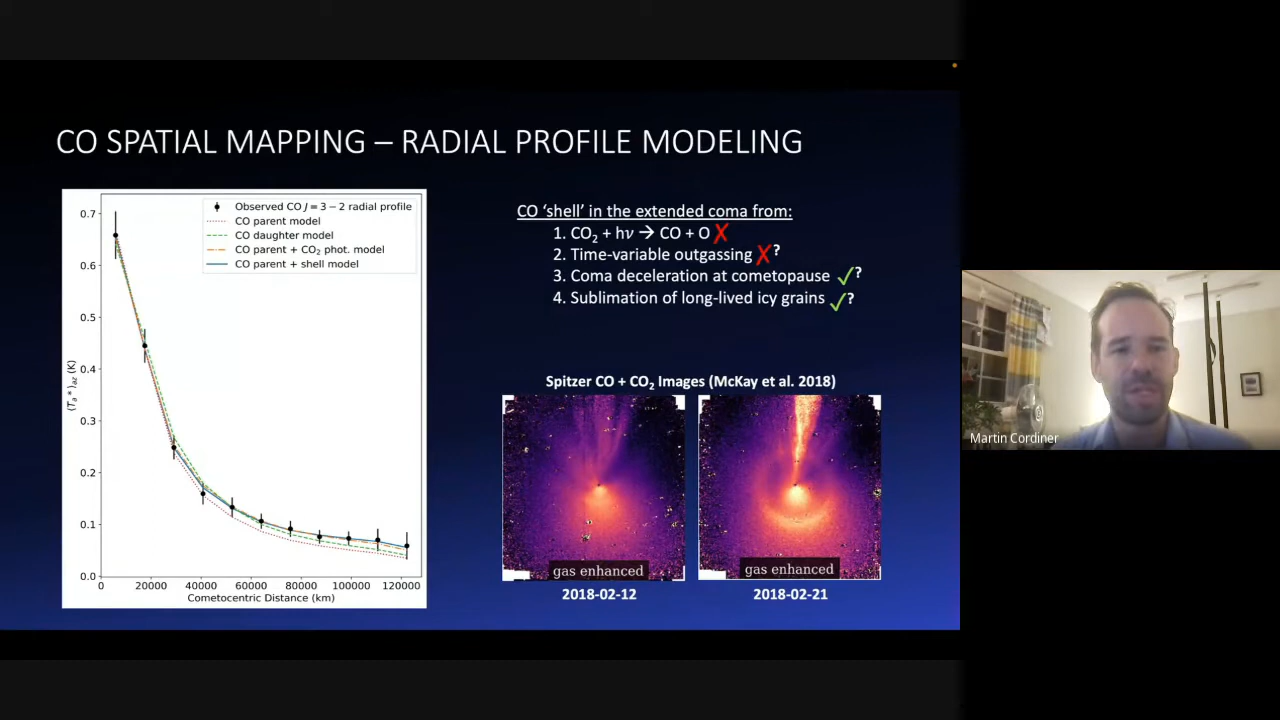 CO SPATIAL MAPPING – RADIAL PROFILE MODELING
Observed CO J = 3 − 2 radial profile
CO parent model
CO daughter model
CO parent + CO₂ phot. model
CO parent + shell model
0.7
0.6
0.5
0.4
0.3
0.2
0.1
0.0
⟨Tₐ*⟩ₐz (K)
0
20000
40000
60000
80000
100000
120000
Cometocentric Distance (km)
CO ‘shell’ in the extended coma from:
1. CO₂ + hν → CO + O ✗
2. Time-variable outgassing ✗?
3. Coma deceleration at cometopause ✓?
4. Sublimation of long-lived icy grains ✓?
Spitzer CO + CO₂ Images (McKay et al. 2018)
gas enhanced
gas enhanced
2018-02-12
2018-02-21
Martin Cordiner